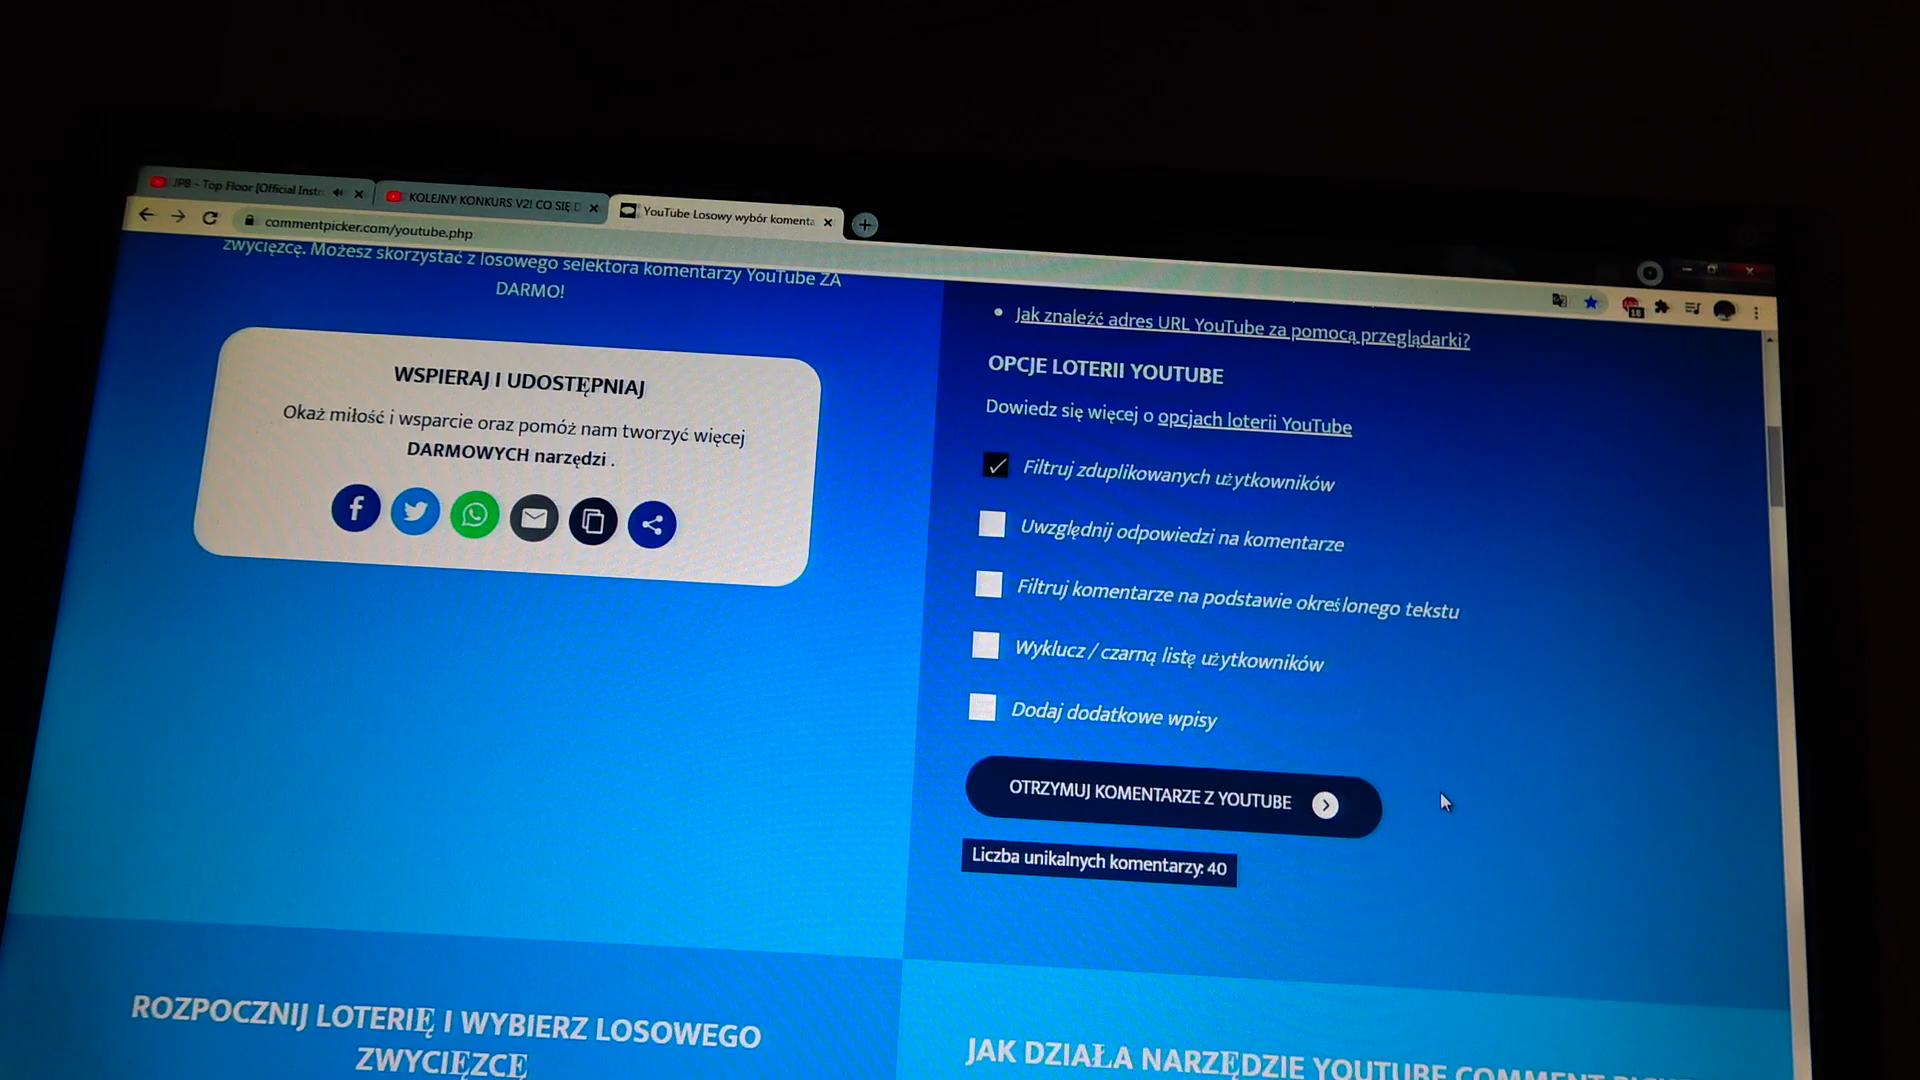 JPB - Top Floor [Official Instr
KOLEJNY KONKURS V2! CO SIĘ D
YouTube Losowy wybór komenta
commentpicker.com/youtube.php
zwycięzcę. Możesz skorzystać z losowego selektora komentarzy YouTube ZA
DARMO!
WSPIERAJ I UDOSTĘPNIAJ
Okaż miłość i wsparcie oraz pomóż nam tworzyć więcej
DARMOWYCH narzędzi .
Jak znaleźć adres URL YouTube za pomocą przeglądarki?
OPCJE LOTERII YOUTUBE
Dowiedz się więcej o opcjach loterii YouTube
Filtruj zduplikowanych użytkowników
Uwzględnij odpowiedzi na komentarze
Filtruj komentarze na podstawie określonego tekstu
Wyklucz / czarną listę użytkowników
Dodaj dodatkowe wpisy
OTRZYMUJ KOMENTARZE Z YOUTUBE
Liczba unikalnych komentarzy: 40
ROZPOCZNIJ LOTERIĘ I WYBIERZ LOSOWEGO
ZWYCIĘZCĘ
JAK DZIAŁA NARZĘDZIE YOUTUBE COMMENT